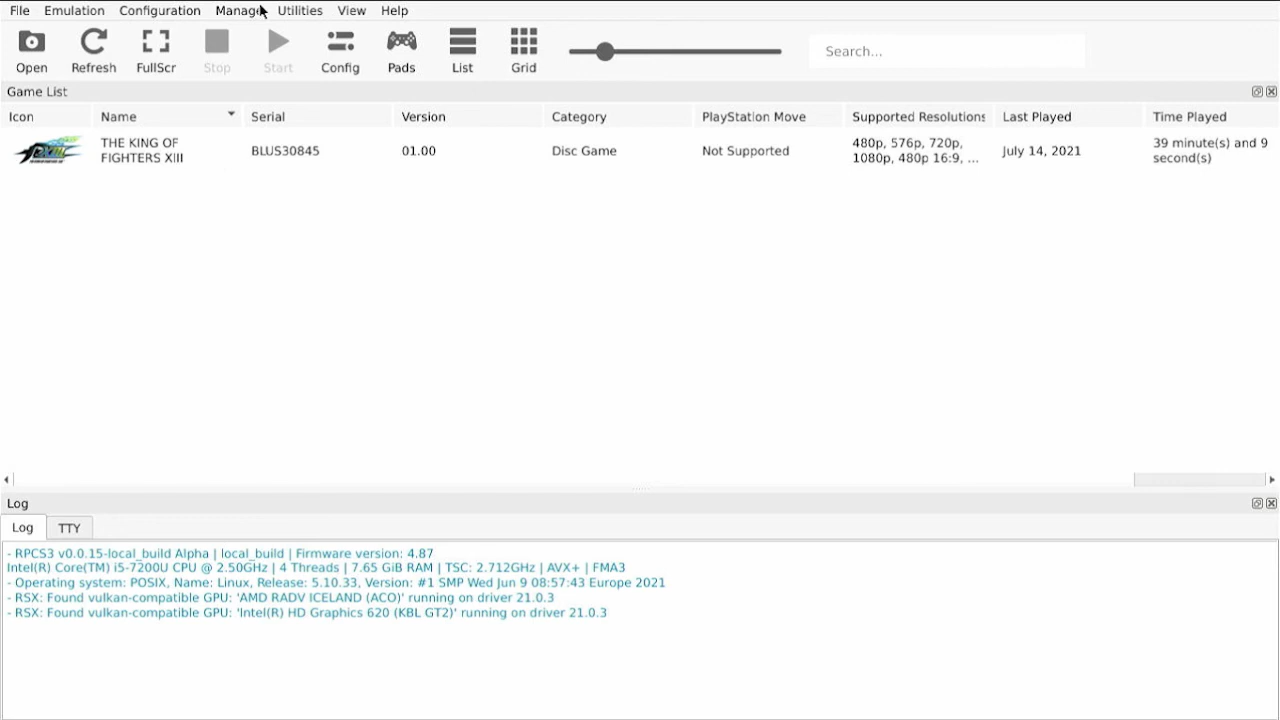 File Emulation Configuration Manage Utilities View Help
Open Refresh FullScr Stop Start Config Pads List Grid Search...
Game List
Icon Name Serial Version Category PlayStation Move Supported Resolutions Last Played Time Played
THE KING OF FIGHTERS XIII BLUS30845 01.00 Disc Game Not Supported 480p, 576p, 720p, 1080p, 480p 16:9, ... July 14, 2021 39 minute(s) and 9 second(s)
Log
Log TTY
- RPCS3 v0.0.15-local_build Alpha | local_build | Firmware version: 4.87
Intel(R) Core(TM) i5-7200U CPU @ 2.50GHz | 4 Threads | 7.65 GiB RAM | TSC: 2.712GHz | AVX+ | FMA3
- Operating system: POSIX, Name: Linux, Release: 5.10.33, Version: #1 SMP Wed Jun 9 08:57:43 Europe 2021
- RSX: Found vulkan-compatible GPU: 'AMD RADV ICELAND (ACO)' running on driver 21.0.3
- RSX: Found vulkan-compatible GPU: 'Intel(R) HD Graphics 620 (KBL GT2)' running on driver 21.0.3